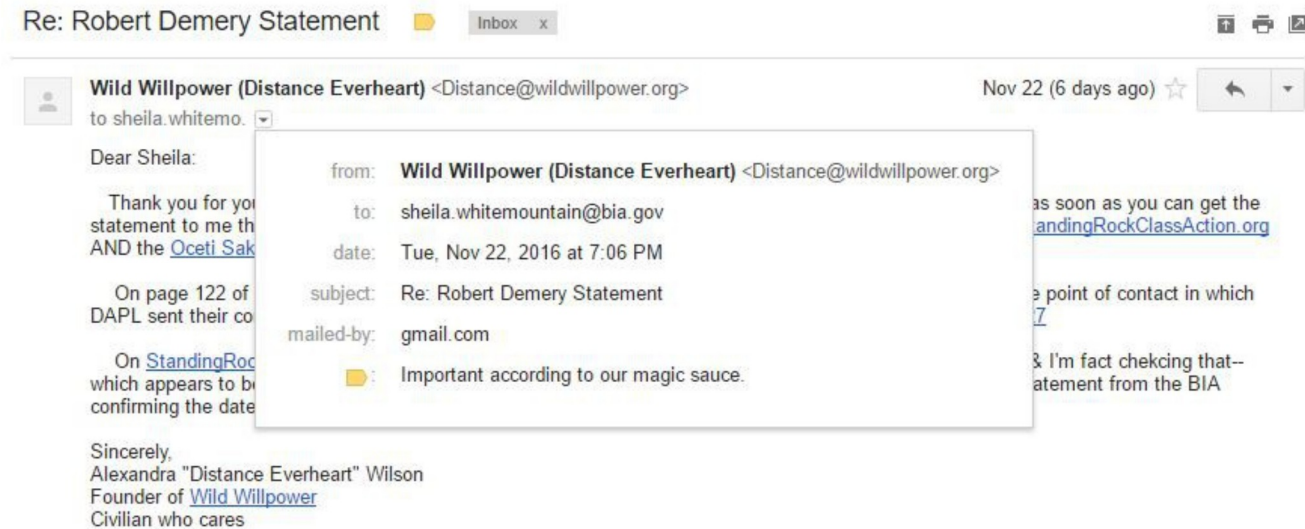 Re: Robert Demery Statement Inbox x
Wild Willpower (Distance Everheart) <Distance@wildwillpower.org> Nov 22 (6 days ago)
to sheila.whitemo.
Dear Sheila:
from: Wild Willpower (Distance Everheart) <Distance@wildwillpower.org>
to: sheila.whitemountain@bia.gov
date: Tue, Nov 22, 2016 at 7:06 PM
subject: Re: Robert Demery Statement
mailed-by: gmail.com
: Important according to our magic sauce.
Thank you for as soon as you can get the
statement to me andingRockClassAction.org
AND the Oceti
On page 122 of point of contact in which
DAPL sent their
On & I'm fact chekcing that--
which appears to atement from the BIA
confirming the date
Sincerely,
Alexandra "Distance Everheart" Wilson
Founder of Wild Willpower
Civilian who cares